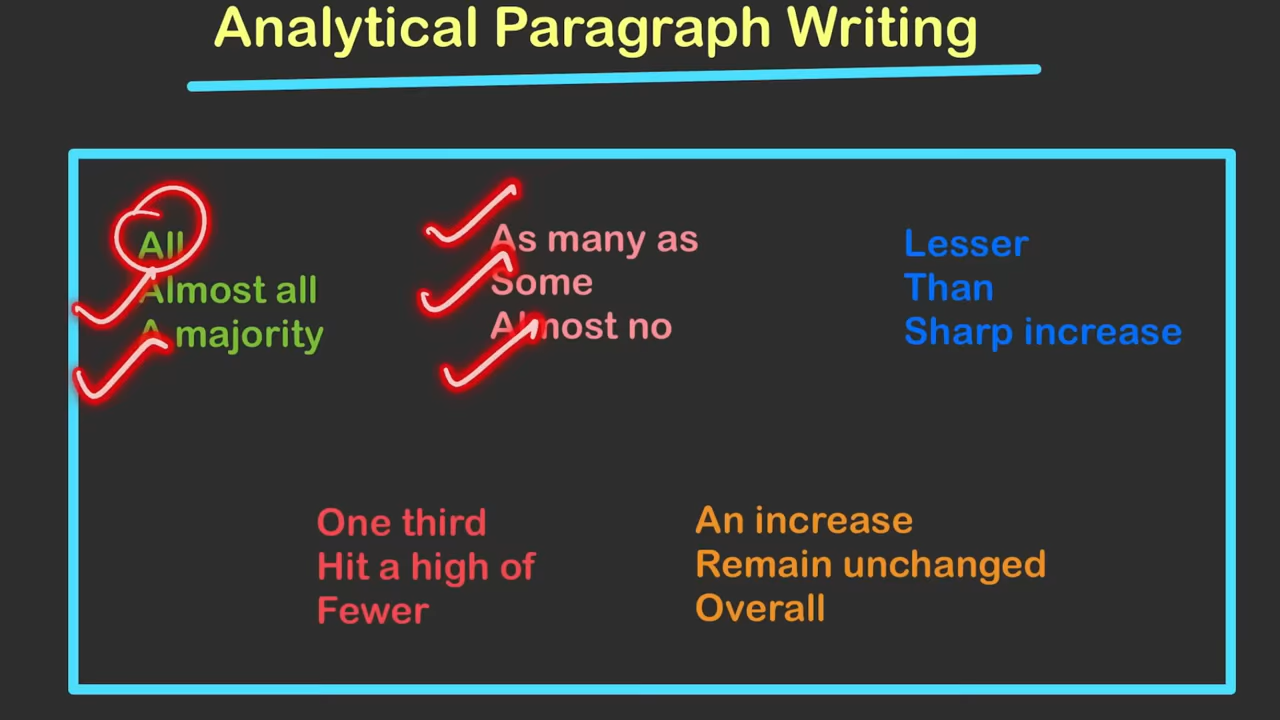 Analytical Paragraph Writing
All
Almost all
A majority
As many as
Some
Almost no
Lesser
Than
Sharp increase
One third
Hit a high of
Fewer
An increase
Remain unchanged
Overall